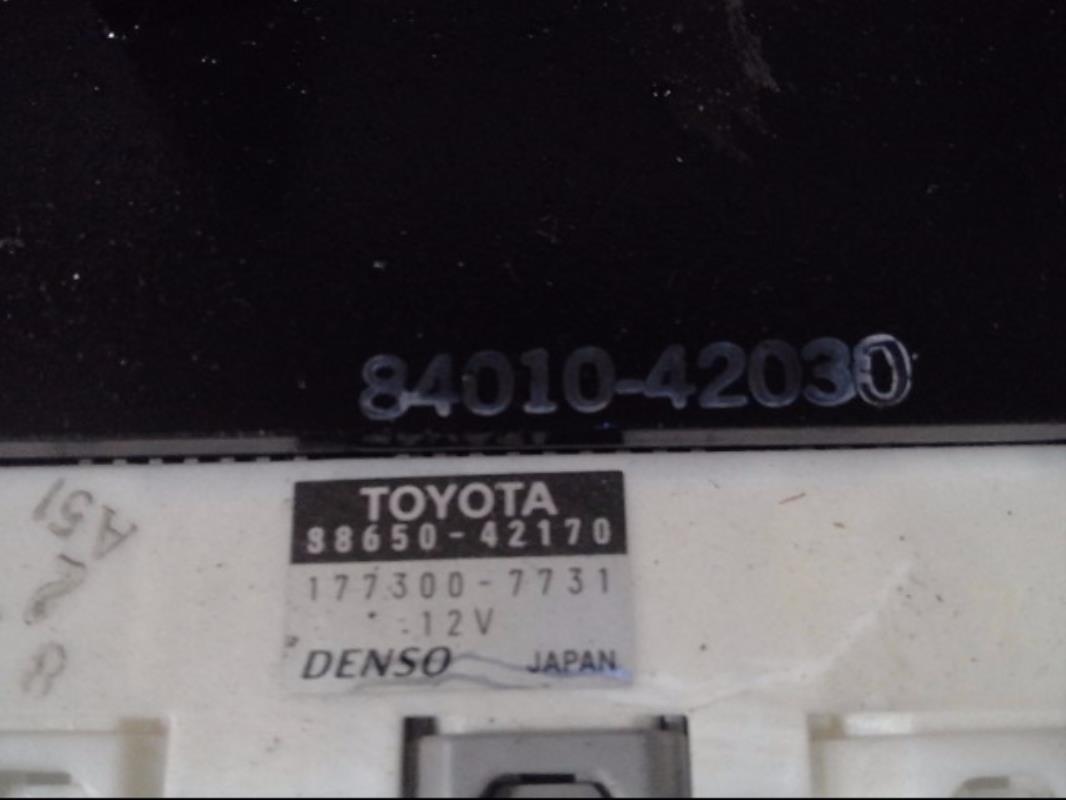 84010-42030
TOYOTA
88650-42170
177300-7731
12V
DENSO JAPAN
A51